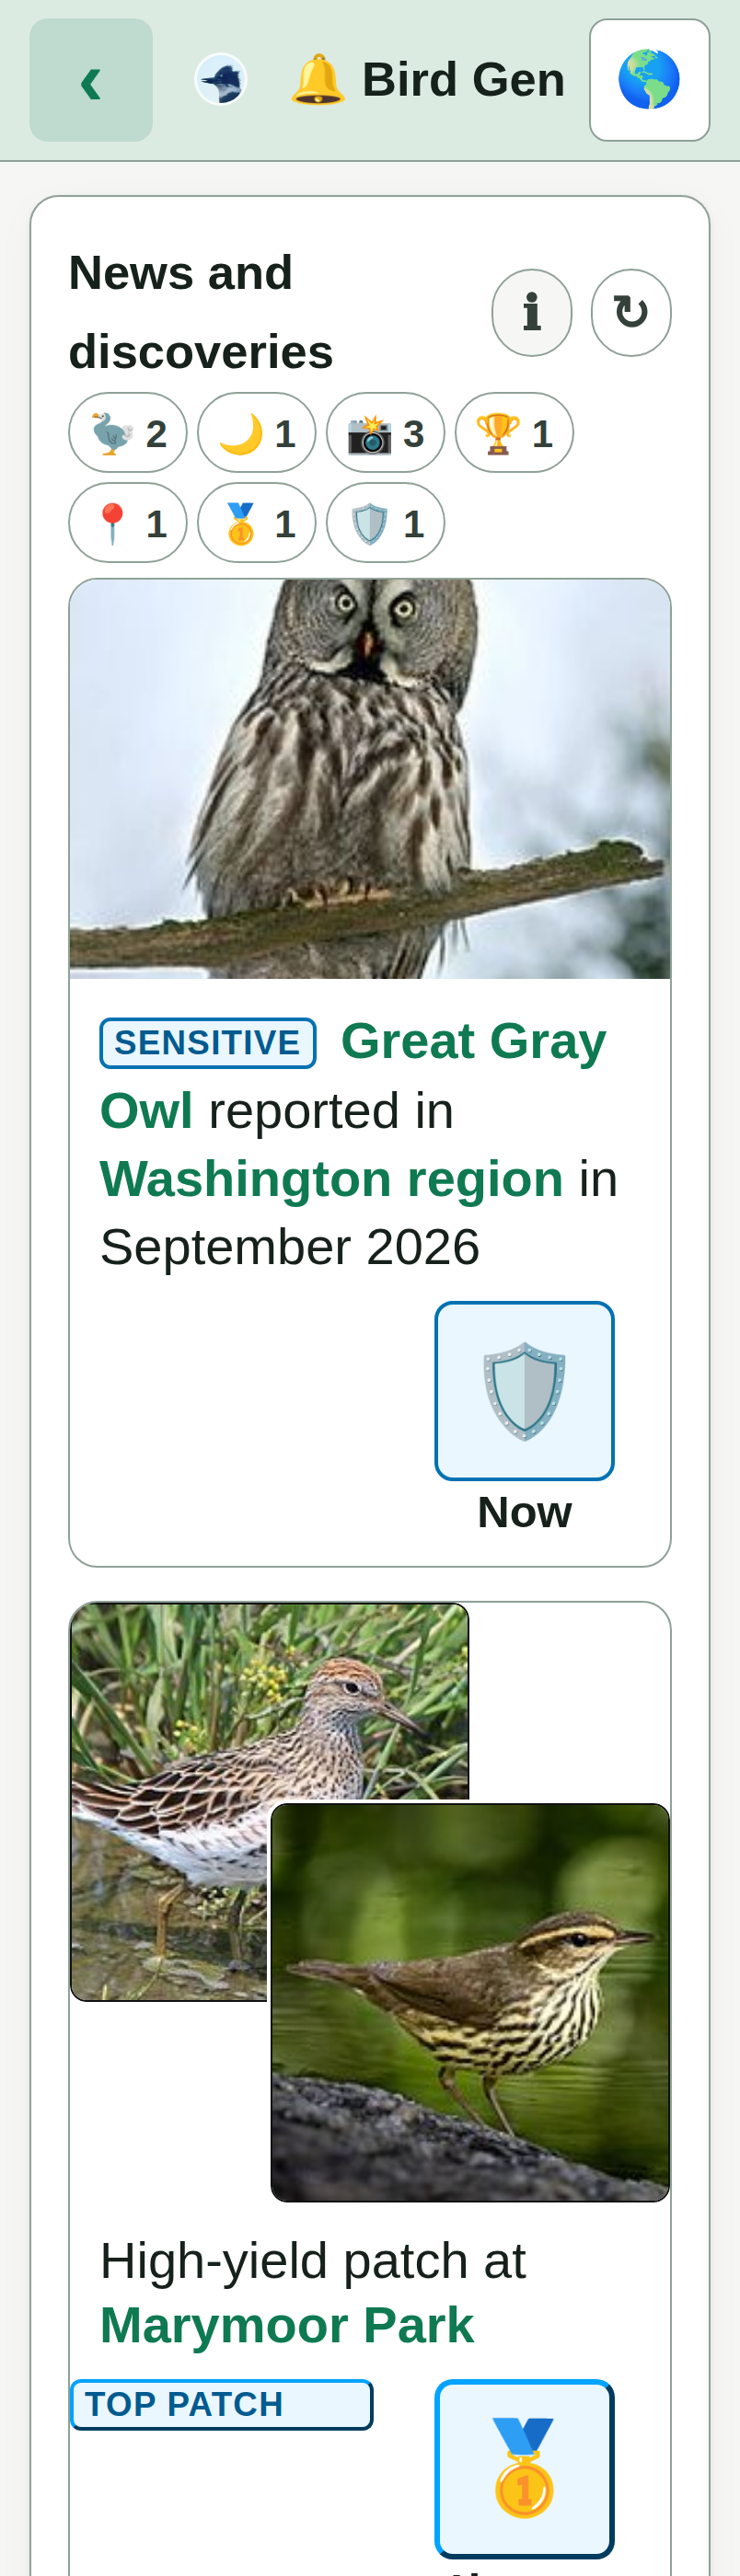 ‹ 🔔 Bird Gen 🌎
News and
discoveries
ℹ ↻
🦤 2 🌙 1 📸 3 🏆 1
📍 1 🥇 1 🛡️ 1
SENSITIVE Great Gray
Owl reported in
Washington region in
September 2026
🛡️
Now
High-yield patch at
Marymoor Park
TOP PATCH
🥇